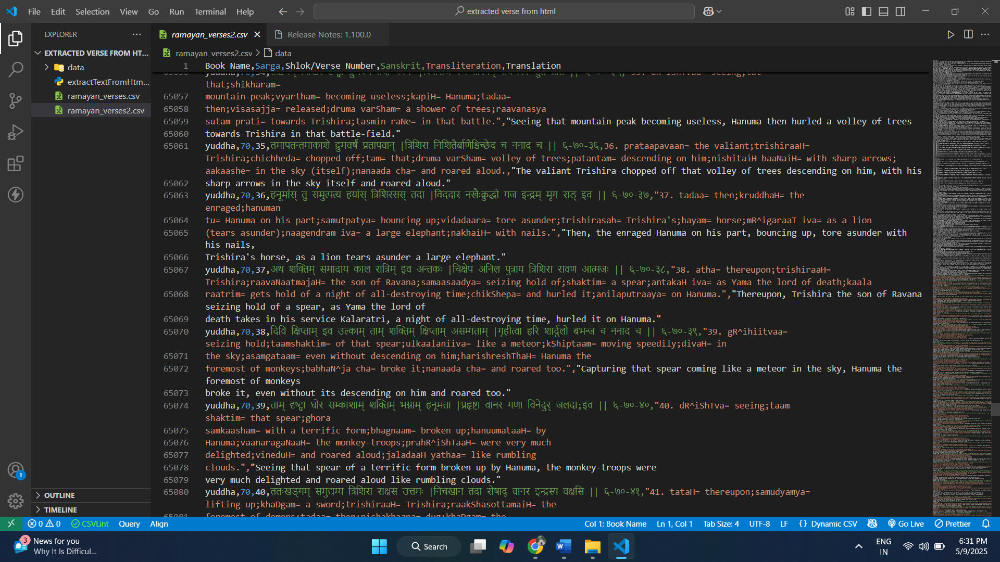 File Edit Selection View Go Run Terminal Help
extracted verse from html
EXPLORER
ramayan_verses2.csv
Release Notes: 1.100.0
EXTRACTED VERSE FROM HT...
data
extractTextFromHtm...
ramayan_verses.csv
ramayan_verses2.csv
OUTLINE
TIMELINE
ramayan_verses2.csv > data
1 Book Name,Sarga,Shlok/Verse Number,Sanskrit,Transliteration,Translation
that;shikharam=
65057 mountain-peak;vyartham= becoming useless;kapiH= Hanuma;tadaa=
65058 then;visasajja= released;druma varSham= a shower of trees;raavanasya
65059 sutam prati= towards Trishira;tasmin raNe= in that battle.","Seeing that mountain-peak becoming useless, Hanuma then hurled a volley of trees
65060 towards Trishira in that battle-field."
65061 yuddha,70,35,तमापतन्तमाकाशे द्रुमवर्षं प्रतापवान् |त्रिशिरा निशितैर्बाणैश्चिच्छेद च ननाद च || ६-७०-३६,36. prataapavaan= the valiant;trishiraaH=
Trishira;chichheda= chopped off;tam= that;druma varSham= volley of trees;patantam= descending on him;nishitaiH baaNaiH= with sharp arrows;
aakaashe= in the sky (itself);nanaada cha= and roared aloud.,"The valiant Trishira chopped off that volley of trees descending on him, with his
65062 sharp arrows in the sky itself and roared aloud."
65063 yuddha,70,36,हनूमांस् तु समुत्पत्य हयांस् त्रिशिरसस् तदा |विददार नखैःक्रुद्धो गज इन्द्रम् मृग राड् इव || ६-७०-३७,"37. tadaa= then;kruddhaH= the
enraged;hanuman
65064 tu= Hanuma on his part;samutpatya= bouncing up;vidadaara= tore asunder;trishirasah= Trishira's;hayam= horse;mR^igaraaT iva= as a lion
65065 (tears asunder);naagendram iva= a large elephant;nakhaiH= with nails.","Then, the enraged Hanuma on his part, bouncing up, tore asunder with
his nails,
65066 Trishira's horse, as a lion tears asunder a large elephant."
65067 yuddha,70,37,अथ शक्तिम् समादाय काल रात्रिम् इव अन्तकः |चिक्षेप अनिल पुत्राय त्रिशिरा रावण आत्मजः || ६-७०-३८,"38. atha= thereupon;trishiraaH=
Trishira;raavaNaatmajaH= the son of Ravana;samaasaadya= seizing hold of;shaktim= a spear;antakaH iva= as Yama the lord of death;kaala
65068 raatrim= gets hold of a night of all-destroying time;chikShepa= and hurled it;anilaputraaya= on Hanuma.","Thereupon, Trishira the son of Ravana
seizing hold of a spear, as Yama the lord of
65069 death takes in his service Kalaratri, a night of all-destroying time, hurled it on Hanuma."
65070 yuddha,70,38,दिवि क्षिप्ताम् इव उल्काम् ताम् शक्तिम् क्षिप्ताम् असम्गताम् |गृहीत्वा हरि शार्दूलो बभन्ज च ननाद च || ६-७०-३९,"39. gR^ihiitvaa=
seizing hold;taamshaktim= of that spear;ulkaalaniiva= like a meteor;kShiptaam= moving speedily;divaH= in
65071 the sky;asamgataam= even without descending on him;harishreshThaH= Hanuma the
65072 foremost of monkeys;babhaN^ja cha= broke it;nanaada cha= and roared too.","Capturing that spear coming like a meteor in the sky, Hanuma the
foremost of monkeys
65073 broke it, even without its descending on him and roared too."
65074 yuddha,70,39,ताम् दृष्ट्वा घोर सम्काशाम् शक्तिम् भग्नाम् हनूमता |प्रहृष्टा वानर गणा विनेदुर् जलदा;इव || ६-७०-४०,"40. dR^iShTva= seeing;taam
shaktim= that spear;ghora
65075 samkaasham= with a terrific form;bhagnaam= broken up;hanuumataaH= by
65076 Hanuma;vaanaragaNaaH= the monkey-troops;prahR^iShTaaH= were very much
65077 delighted;vineduH= and roared aloud;jaladaaH yathaa= like rumbling
65078 clouds.","Seeing that spear of a terrific form broken up by Hanuma, the monkey-troops were
65079 very much delighted and roared aloud like rumbling clouds."
65080 yuddha,70,40,ततःखड्गम् समुद्यम्य त्रिशिरा राक्षस उत्तमः |निचखान तदा रोषाद् वानर इन्द्रस्य वक्षसि || ६-७०-४१,"41. tataH= thereupon;samudyamya=
lifting up;khaDgam= a sword;trishiraaH= Trishira;raakShasottamaiH= the
0 0 CSVLint Query Align Col 1: Book Name Ln 1, Col 1 Tab Size: 4 UTF-8 LF {} Dynamic CSV Go Live Prettier
3 News for you
Why It Is Difficul...
Search
ENG
IN
6:31 PM
5/9/2025